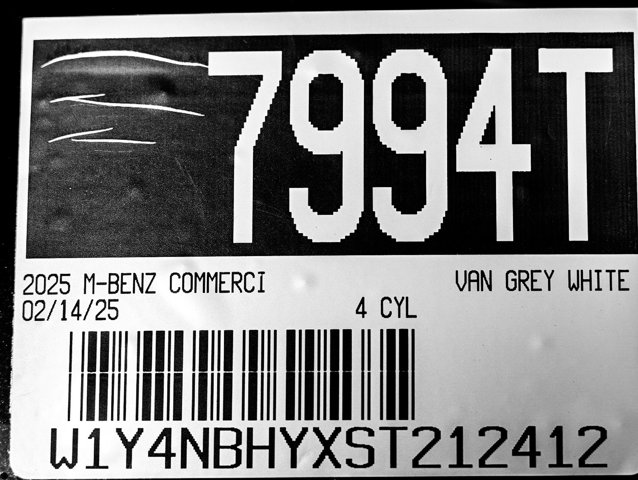 7994T
2025 M-BENZ COMMERCI VAN GREY WHITE
02/14/25 4 CYL
W1Y4NBHYXST212412